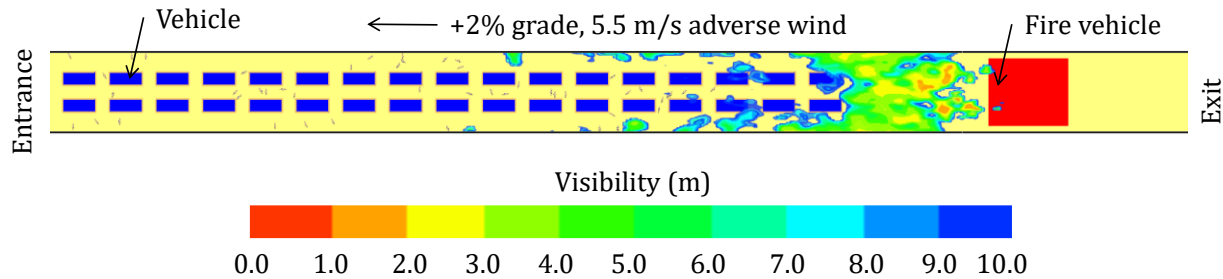 Vehicle
+2% grade, 5.5 m/s adverse wind
Fire vehicle
Entrance
Exit
Visibility (m)
0.0 1.0 2.0 3.0 4.0 5.0 6.0 7.0 8.0 9.0 10.0